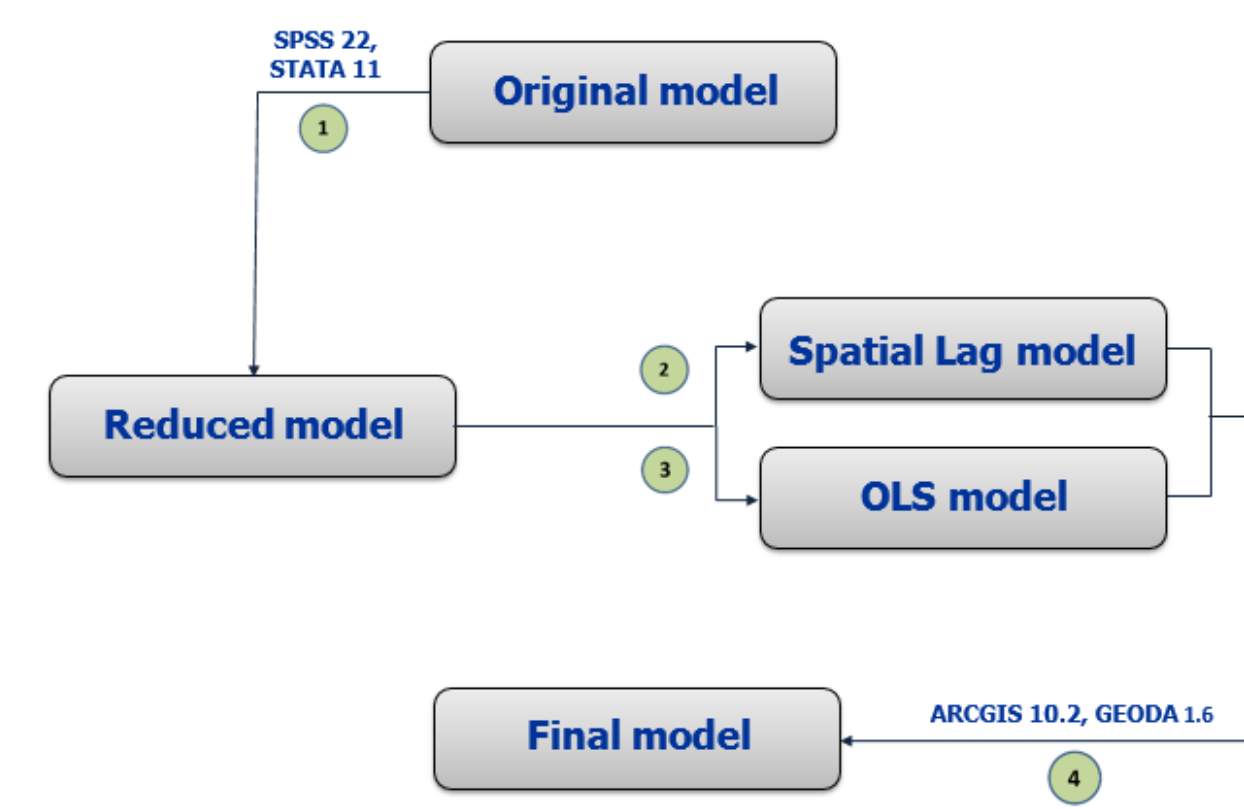 SPSS 22,
STATA 11
Original model
1
Spatial Lag model
2
Reduced model
3
OLS model
ARCGIS 10.2, GEODA 1.6
Final model
4